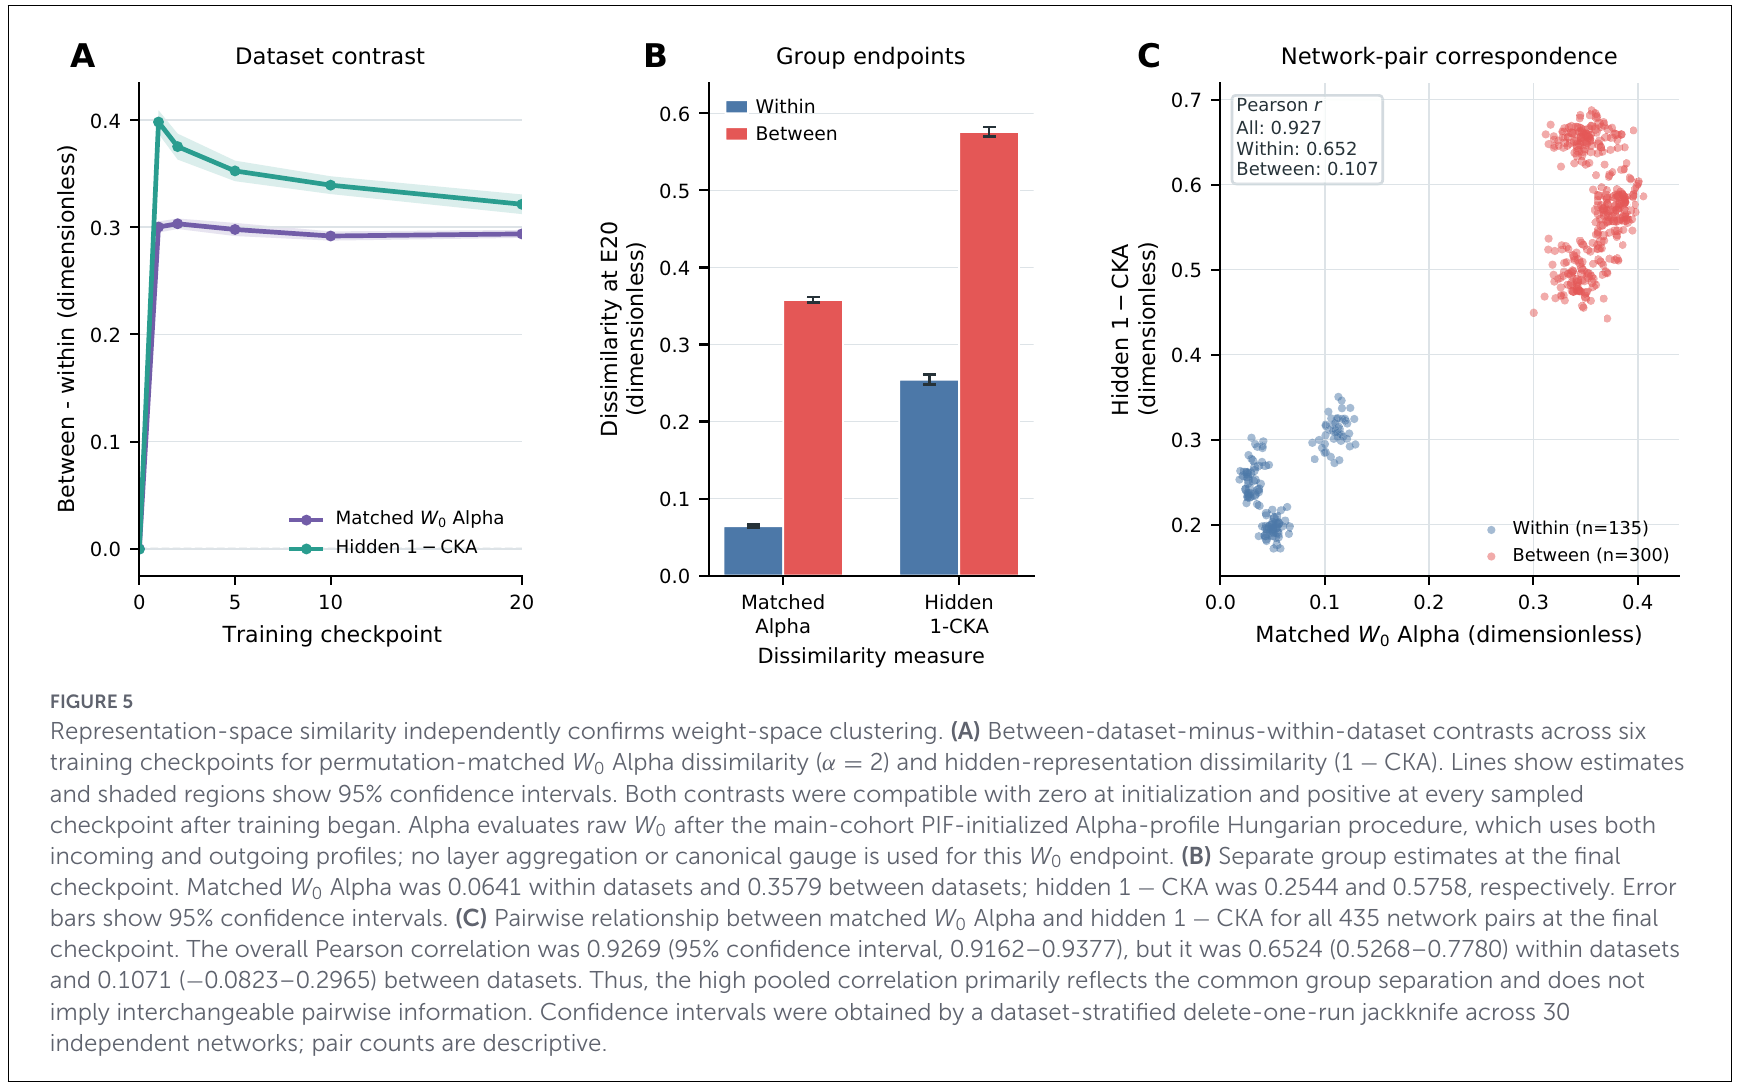 A
Dataset contrast
Between - within (dimensionless)
0.4
0.3
0.2
0.1
0.0
Matched W₀ Alpha
Hidden 1 − CKA
0
5
10
20
Training checkpoint
B
Group endpoints
Dissimilarity at E20
(dimensionless)
Within
Between
0.6
0.5
0.4
0.3
0.2
0.1
0.0
Matched
Alpha
Hidden
1-CKA
Dissimilarity measure
C
Network-pair correspondence
Hidden 1 − CKA
(dimensionless)
0.7
0.6
0.5
0.4
0.3
0.2
Pearson r
All: 0.927
Within: 0.652
Between: 0.107
Within (n=135)
Between (n=300)
0.0
0.1
0.2
0.3
0.4
Matched W₀ Alpha (dimensionless)
FIGURE 5
Representation-space similarity independently confirms weight-space clustering. (A) Between-dataset-minus-within-dataset contrasts across six
training checkpoints for permutation-matched W₀ Alpha dissimilarity (α = 2) and hidden-representation dissimilarity (1 − CKA). Lines show estimates
and shaded regions show 95% confidence intervals. Both contrasts were compatible with zero at initialization and positive at every sampled
checkpoint after training began. Alpha evaluates raw W₀ after the main-cohort PIF-initialized Alpha-profile Hungarian procedure, which uses both
incoming and outgoing profiles; no layer aggregation or canonical gauge is used for this W₀ endpoint. (B) Separate group estimates at the final
checkpoint. Matched W₀ Alpha was 0.0641 within datasets and 0.3579 between datasets; hidden 1 − CKA was 0.2544 and 0.5758, respectively. Error
bars show 95% confidence intervals. (C) Pairwise relationship between matched W₀ Alpha and hidden 1 − CKA for all 435 network pairs at the final
checkpoint. The overall Pearson correlation was 0.9269 (95% confidence interval, 0.9162–0.9377), but it was 0.6524 (0.5268–0.7780) within datasets
and 0.1071 (−0.0823–0.2965) between datasets. Thus, the high pooled correlation primarily reflects the common group separation and does not
imply interchangeable pairwise information. Confidence intervals were obtained by a dataset-stratified delete-one-run jackknife across 30
independent networks; pair counts are descriptive.